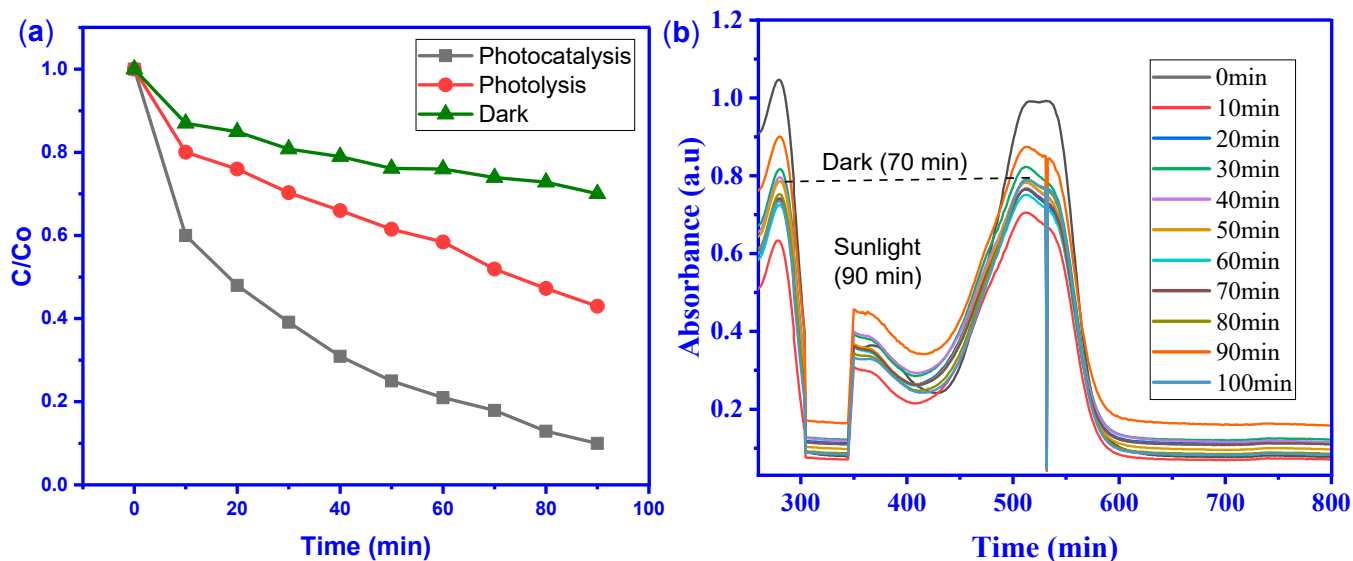 (a)
Photocatalysis
Photolysis
Dark
C/Co
1.0
0.8
0.6
0.4
0.2
0.0
0
20
40
60
80
100
Time (min)
(b)
Absorbance (a.u)
1.2
1.0
0.8
0.6
0.4
0.2
Dark (70 min)
Sunlight
(90 min)
0min
10min
20min
30min
40min
50min
60min
70min
80min
90min
100min
300
400
500
600
700
800
Time (min)